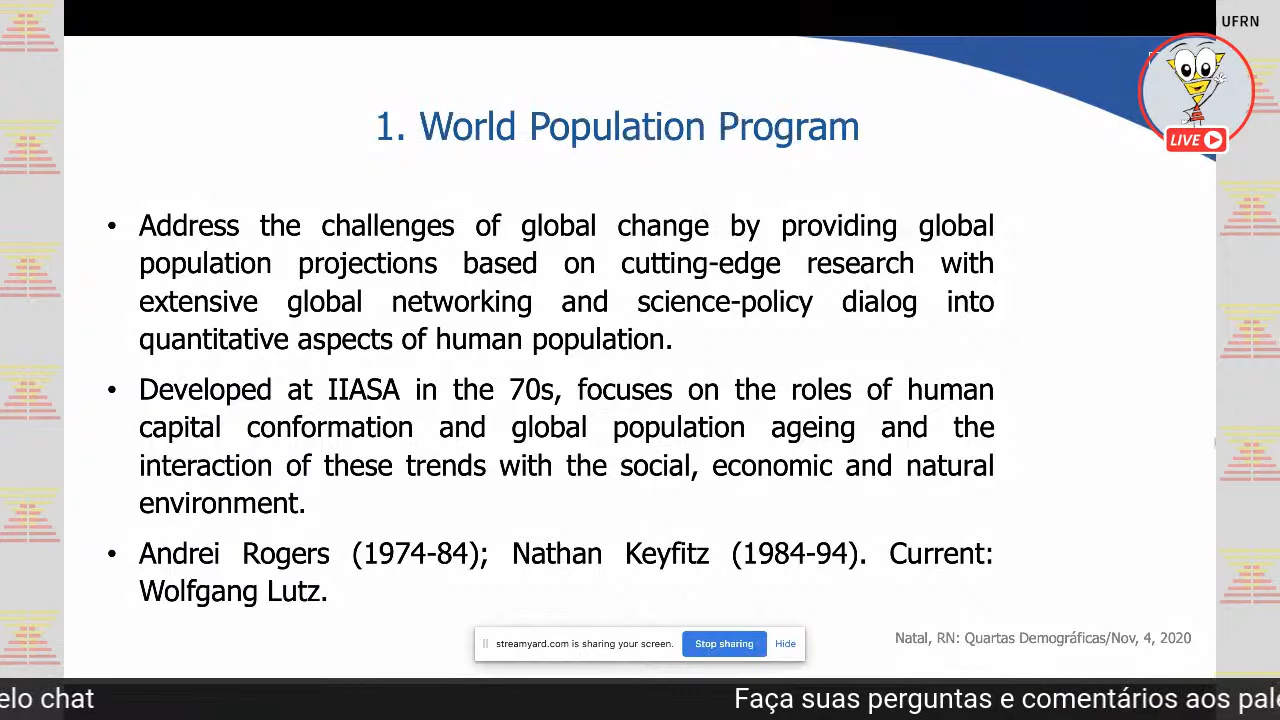 UFRN
LIVE
1. World Population Program
• Address the challenges of global change by providing global
population projections based on cutting-edge research with
extensive global networking and science-policy dialog into
quantitative aspects of human population.
• Developed at IIASA in the 70s, focuses on the roles of human
capital conformation and global population ageing and the
interaction of these trends with the social, economic and natural
environment.
• Andrei Rogers (1974-84); Nathan Keyfitz (1984-94). Current:
Wolfgang Lutz.
streamyard.com is sharing your screen. Stop sharing Hide
Natal, RN: Quartas Demográficas/Nov, 4, 2020
elo chat Faça suas perguntas e comentários aos pale